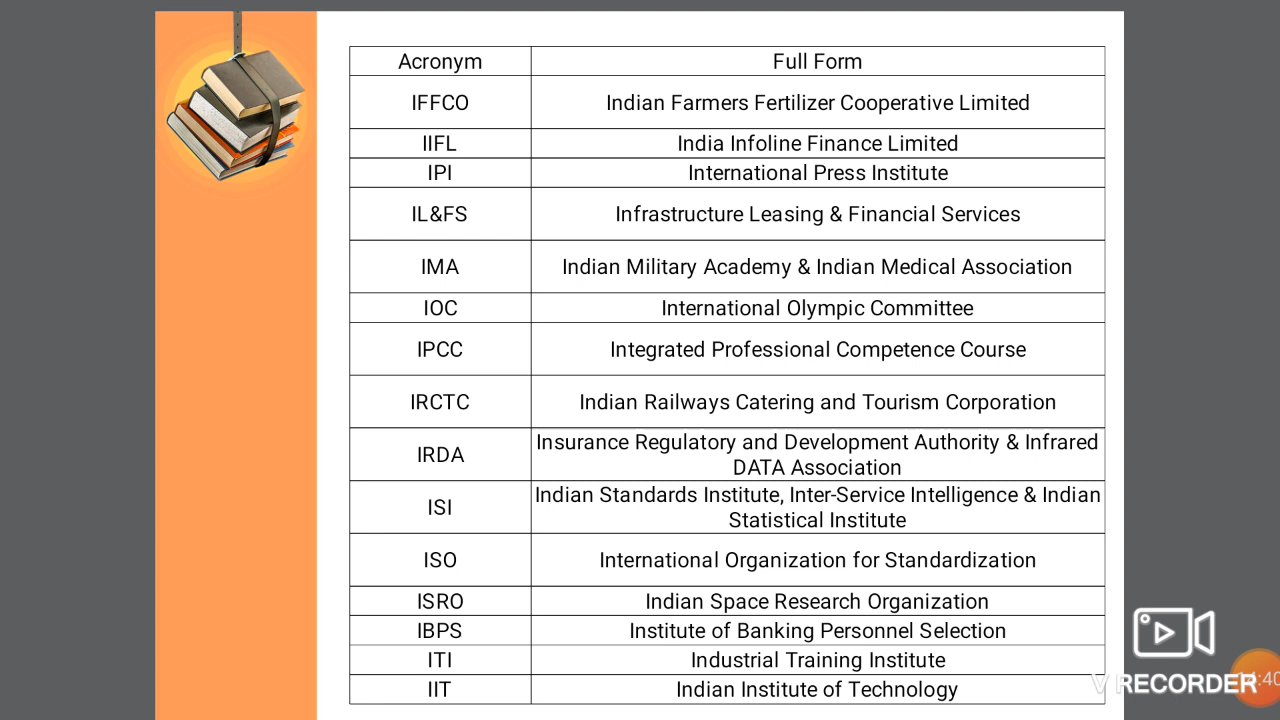 Acronym Full Form
IFFCO Indian Farmers Fertilizer Cooperative Limited
IIFL India Infoline Finance Limited
IPI International Press Institute
IL&FS Infrastructure Leasing & Financial Services
IMA Indian Military Academy & Indian Medical Association
IOC International Olympic Committee
IPCC Integrated Professional Competence Course
IRCTC Indian Railways Catering and Tourism Corporation
IRDA Insurance Regulatory and Development Authority & Infrared
DATA Association
ISI Indian Standards Institute, Inter-Service Intelligence & Indian
Statistical Institute
ISO International Organization for Standardization
ISRO Indian Space Research Organization
IBPS Institute of Banking Personnel Selection
ITI Industrial Training Institute
IIT Indian Institute of Technology
V RECORDER